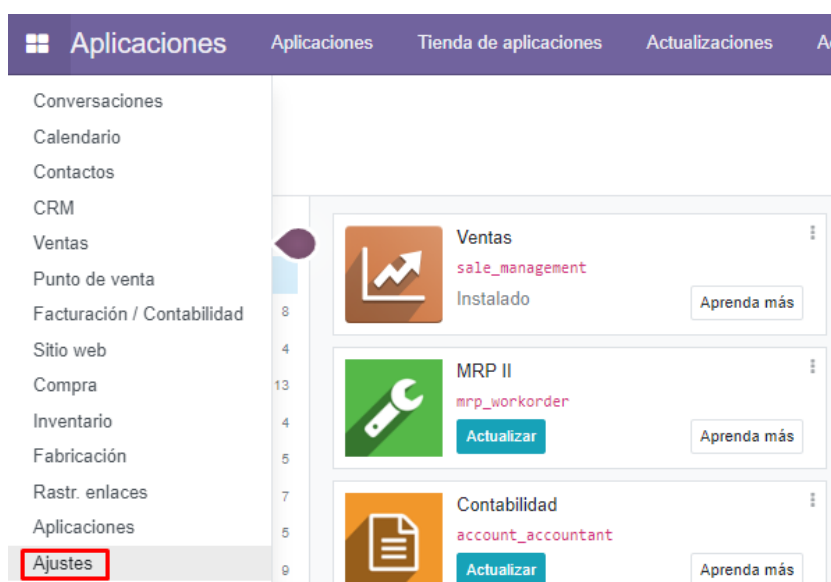 Aplicaciones Aplicaciones Tienda de aplicaciones Actualizaciones
Conversaciones
Calendario
Contactos
CRM
Ventas
Punto de venta
Facturación / Contabilidad
Sitio web
Compra
Inventario
Fabricación
Rastr. enlaces
Aplicaciones
Ajustes
8
4
13
4
5
7
5
9
Ventas
sale_management
Instalado
Aprenda más
MRP II
mrp_workorder
Actualizar
Aprenda más
Contabilidad
account_accountant
Actualizar
Aprenda más